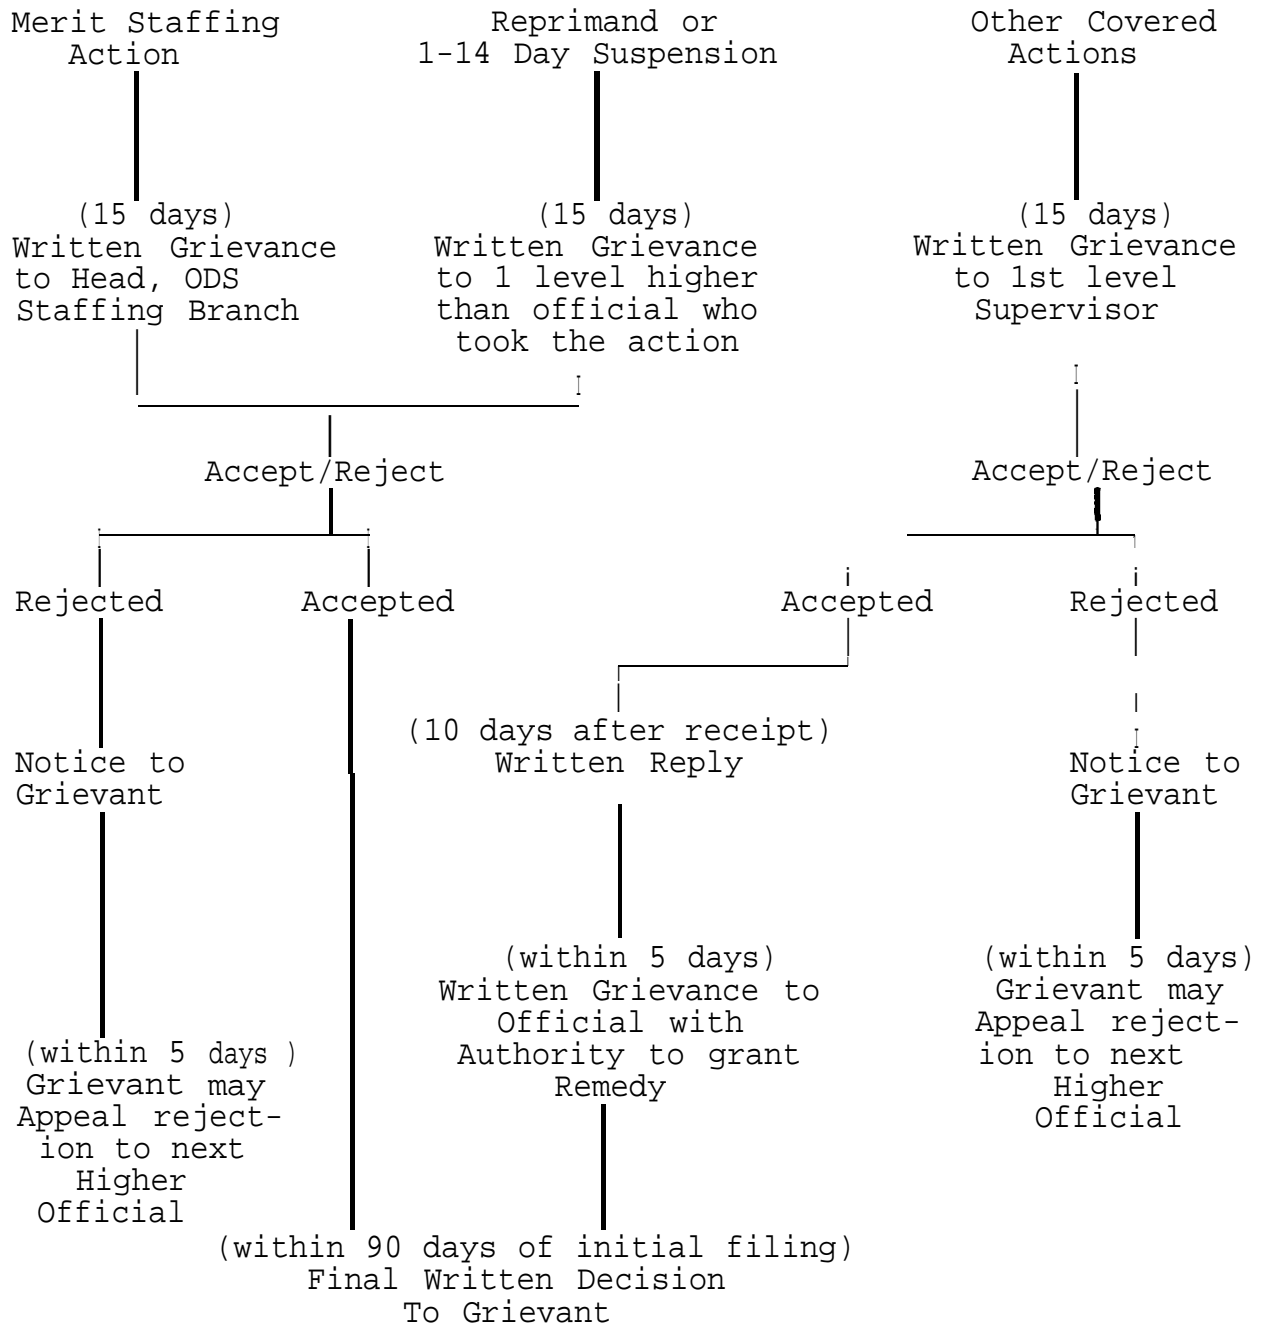 Merit Staffing
Action
Reprimand or
1-14 Day Suspension
Other Covered
Actions
(15 days)
Written Grievance
to Head, ODS
Staffing Branch
(15 days)
Written Grievance
to 1 level higher
than official who
took the action
(15 days)
Written Grievance
to 1st level
Supervisor
Accept/Reject
Accept/Reject
Rejected
Accepted
Accepted
Rejected
Notice to
Grievant
(10 days after receipt)
Written Reply
Notice to
Grievant
(within 5 days )
Grievant may
Appeal reject-
ion to next
Higher
Official
(within 5 days)
Written Grievance to
Official with
Authority to grant
Remedy
(within 5 days)
Grievant may
Appeal reject-
ion to next
Higher
Official
(within 90 days of initial filing)
Final Written Decision
To Grievant